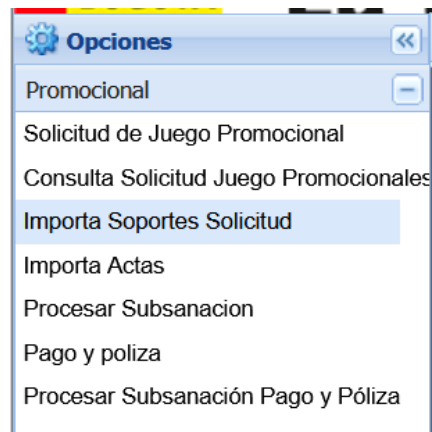 Opciones
Promocional
Solicitud de Juego Promocional
Consulta Solicitud Juego Promocionales
Importa Soportes Solicitud
Importa Actas
Procesar Subsanacion
Pago y poliza
Procesar Subsanación Pago y Póliza